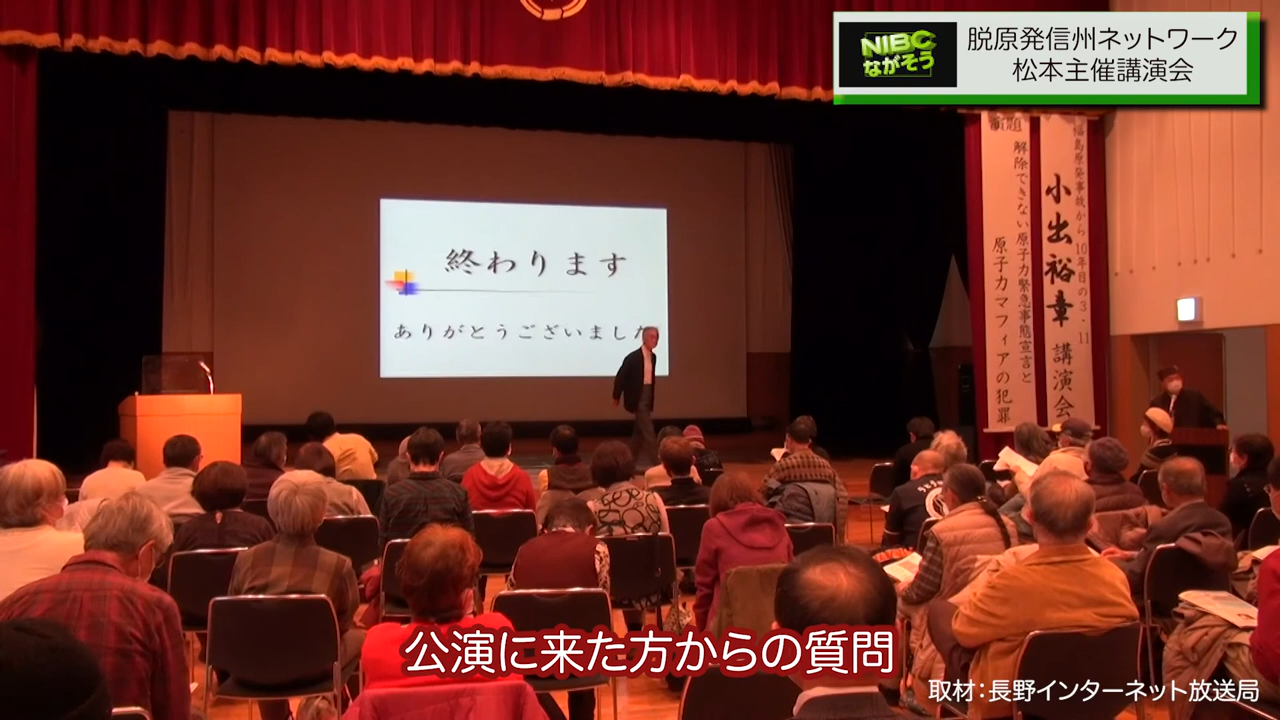 NIBC
ながそう
脱原発信州ネットワーク
松本主催講演会
終わります
ありがとうございました
福島原発事故から10年目の3・11
小出裕章 講演会
演題
解除できない原子力緊急事態宣言と
原子力マフィアの犯罪
公演に来た方からの質問
取材：長野インターネット放送局